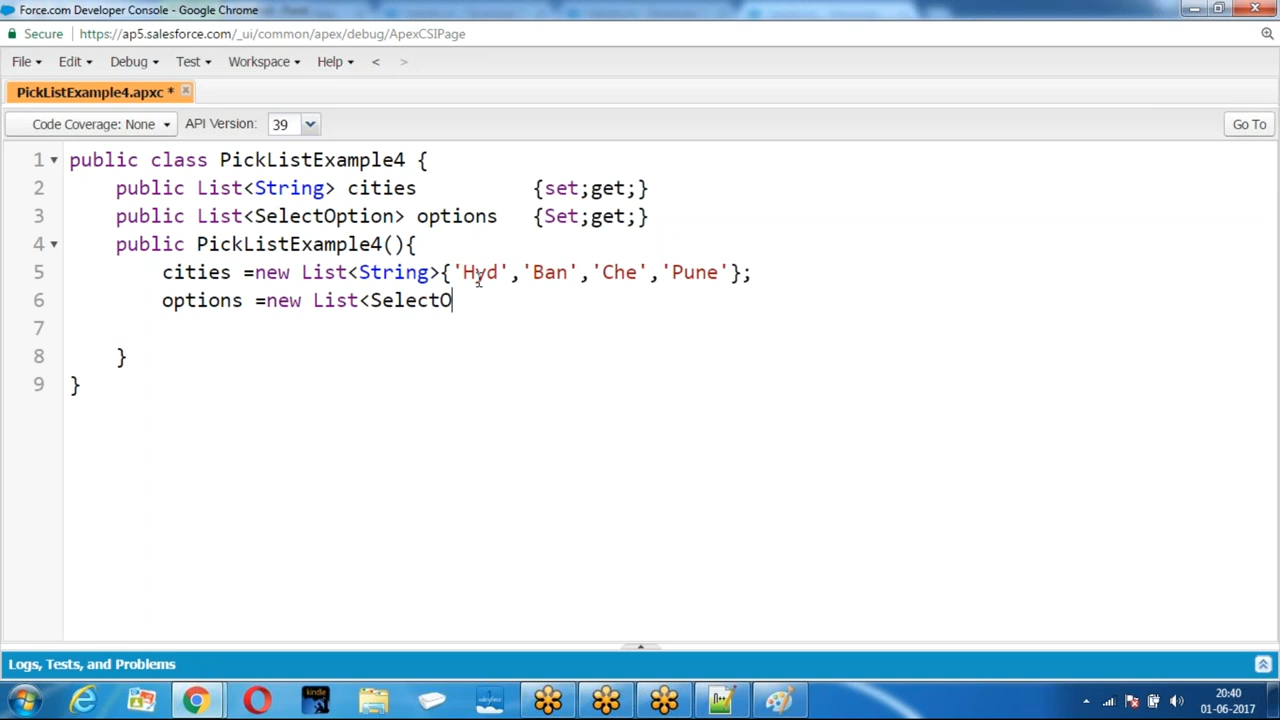 Force.com Developer Console - Google Chrome
Secure https://ap5.salesforce.com/_ui/common/apex/debug/ApexCSIPage
File Edit Debug Test Workspace Help < >
PickListExample4.apxc *
Code Coverage: None API Version: 39 Go To
1 public class PickListExample4 {
2 public List<String> cities {set;get;}
3 public List<SelectOption> options {Set;get;}
4 public PickListExample4(){
5 cities =new List<String>{'Hyd','Ban','Che','Pune'};
6 options =new List<SelectO
7
8 }
9 }
Logs, Tests, and Problems
kindle
20:40
01-06-2017